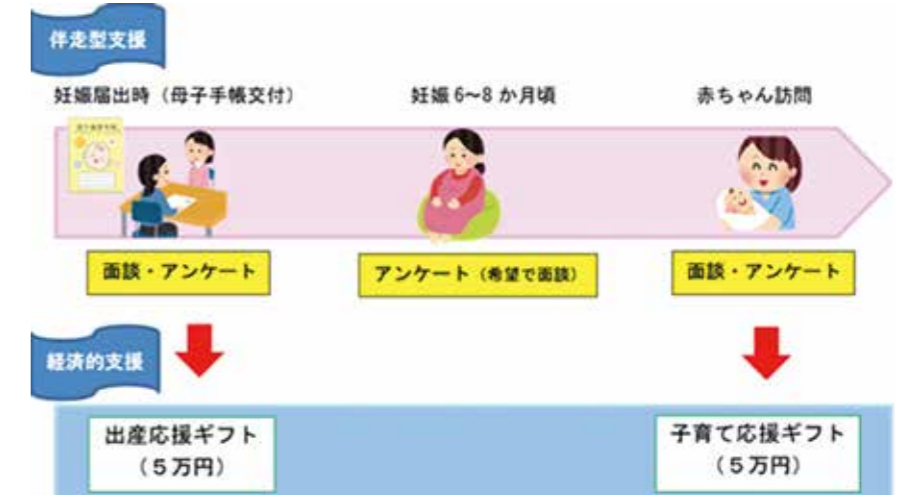 伴走型支援
妊娠届出時（母子手帳交付）
妊娠6～8か月頃
赤ちゃん訪問
面談・アンケート
アンケート（希望で面談）
面談・アンケート
経済的支援
出産応援ギフト
（５万円）
子育て応援ギフト
（５万円）